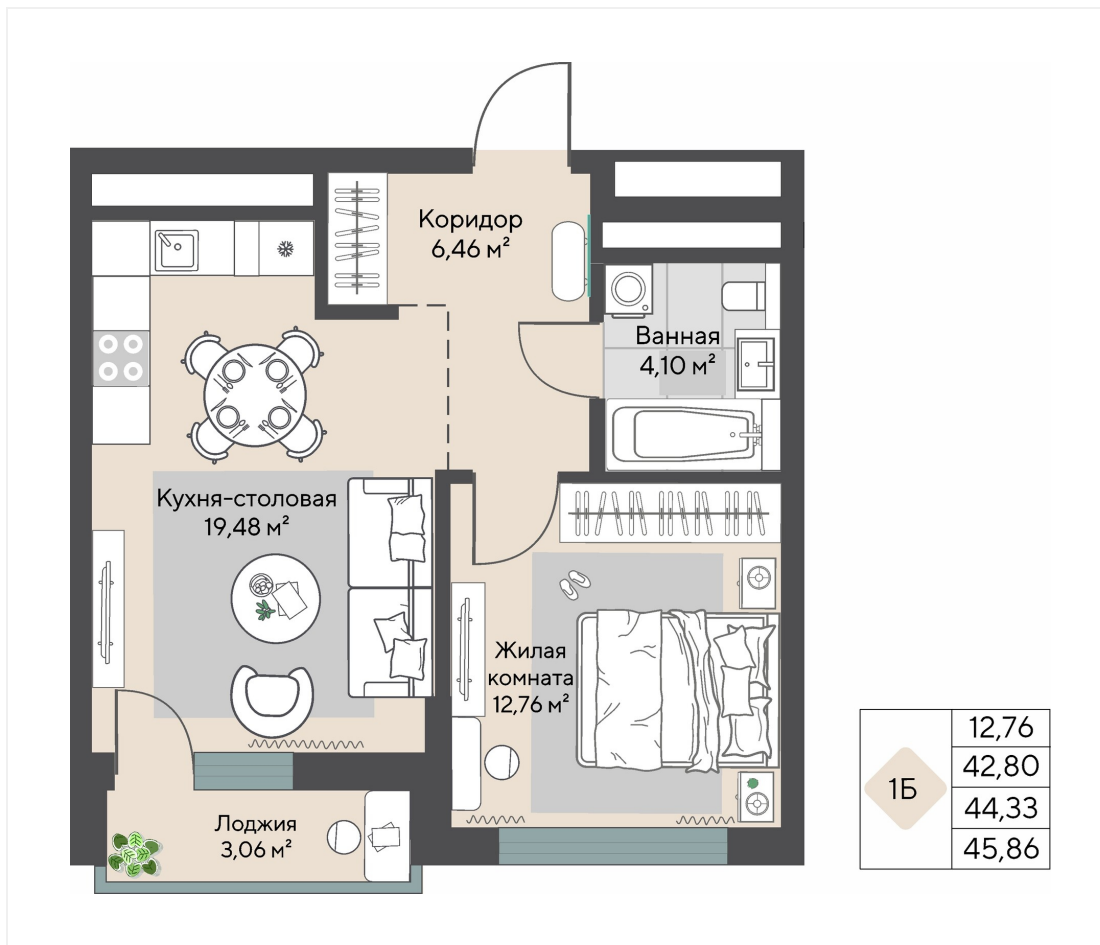 Коридор
6,46 м²
Ванная
4,10 м²
Кухня-столовая
19,48 м²
Жилая
комната
12,76 м²
Лоджия
3,06 м²
1Б
12,76
42,80
44,33
45,86